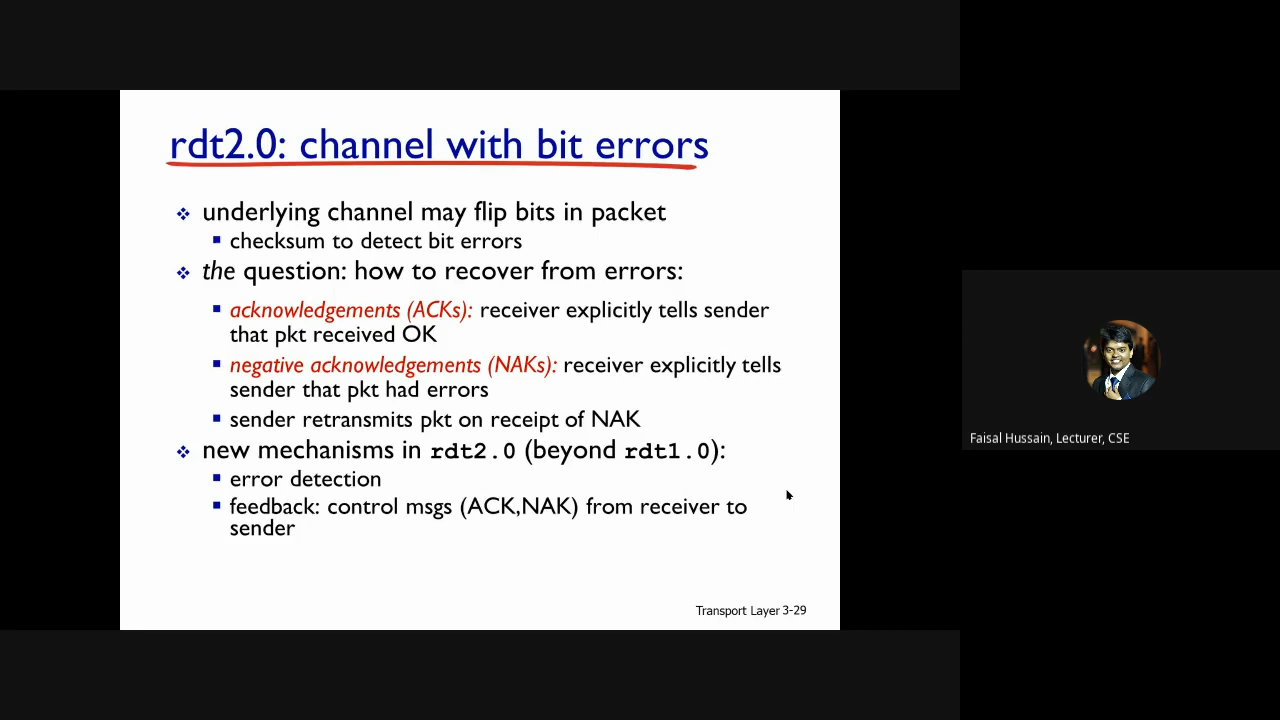 rdt2.0: channel with bit errors
underlying channel may flip bits in packet
checksum to detect bit errors
the question: how to recover from errors:
acknowledgements (ACKs): receiver explicitly tells sender
that pkt received OK
negative acknowledgements (NAKs): receiver explicitly tells
sender that pkt had errors
sender retransmits pkt on receipt of NAK
new mechanisms in rdt2.0 (beyond rdt1.0):
error detection
feedback: control msgs (ACK,NAK) from receiver to
sender
Transport Layer 3-29
Faisal Hussain, Lecturer, CSE